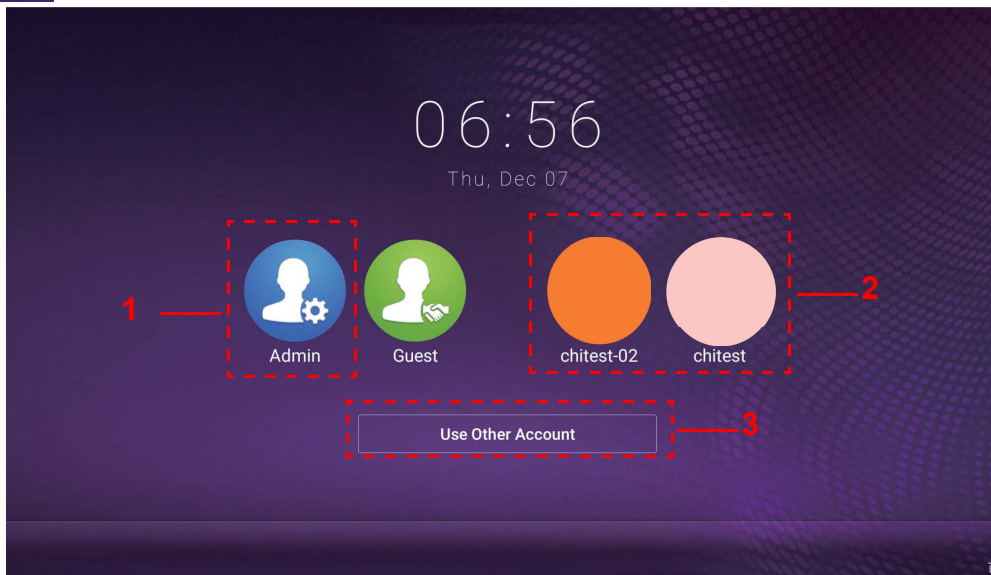 06:56
Thu, Dec 07
1
2
Admin
Guest
chitest-02
chitest
Use Other Account
3